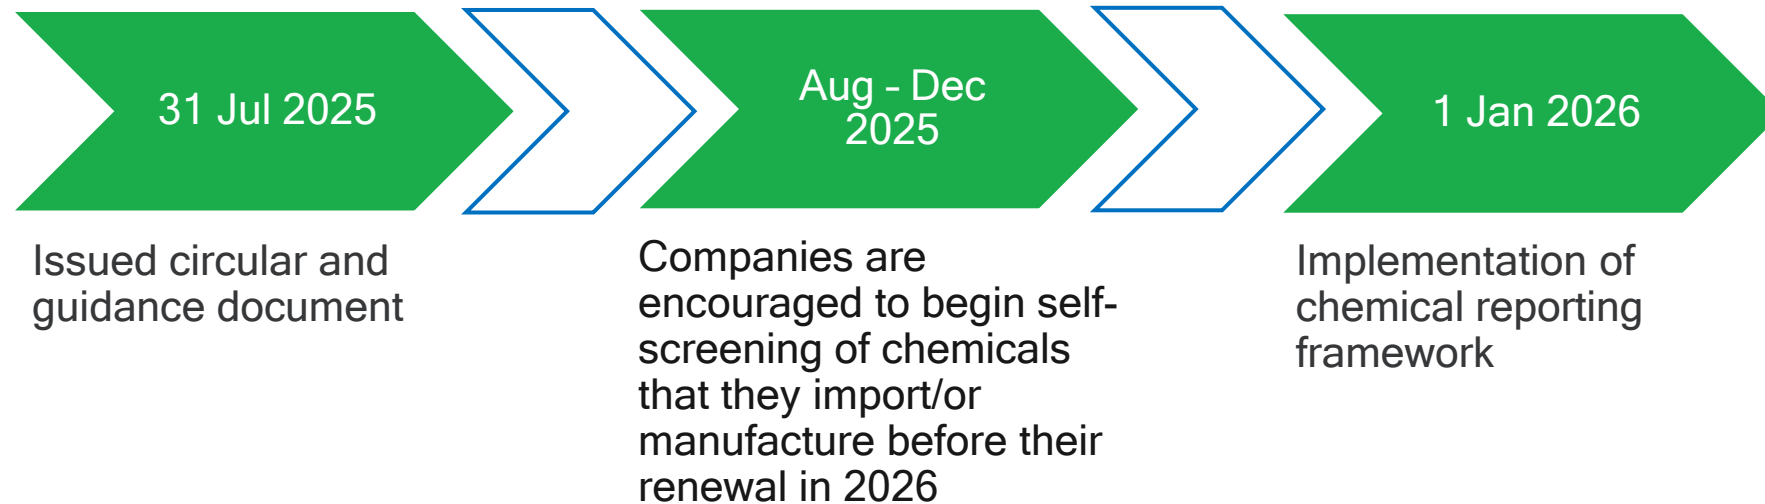 31 Jul 2025
Issued circular and
guidance document
Aug – Dec
2025
Companies are
encouraged to begin self-
screening of chemicals
that they import/or
manufacture before their
renewal in 2026
1 Jan 2026
Implementation of
chemical reporting
framework